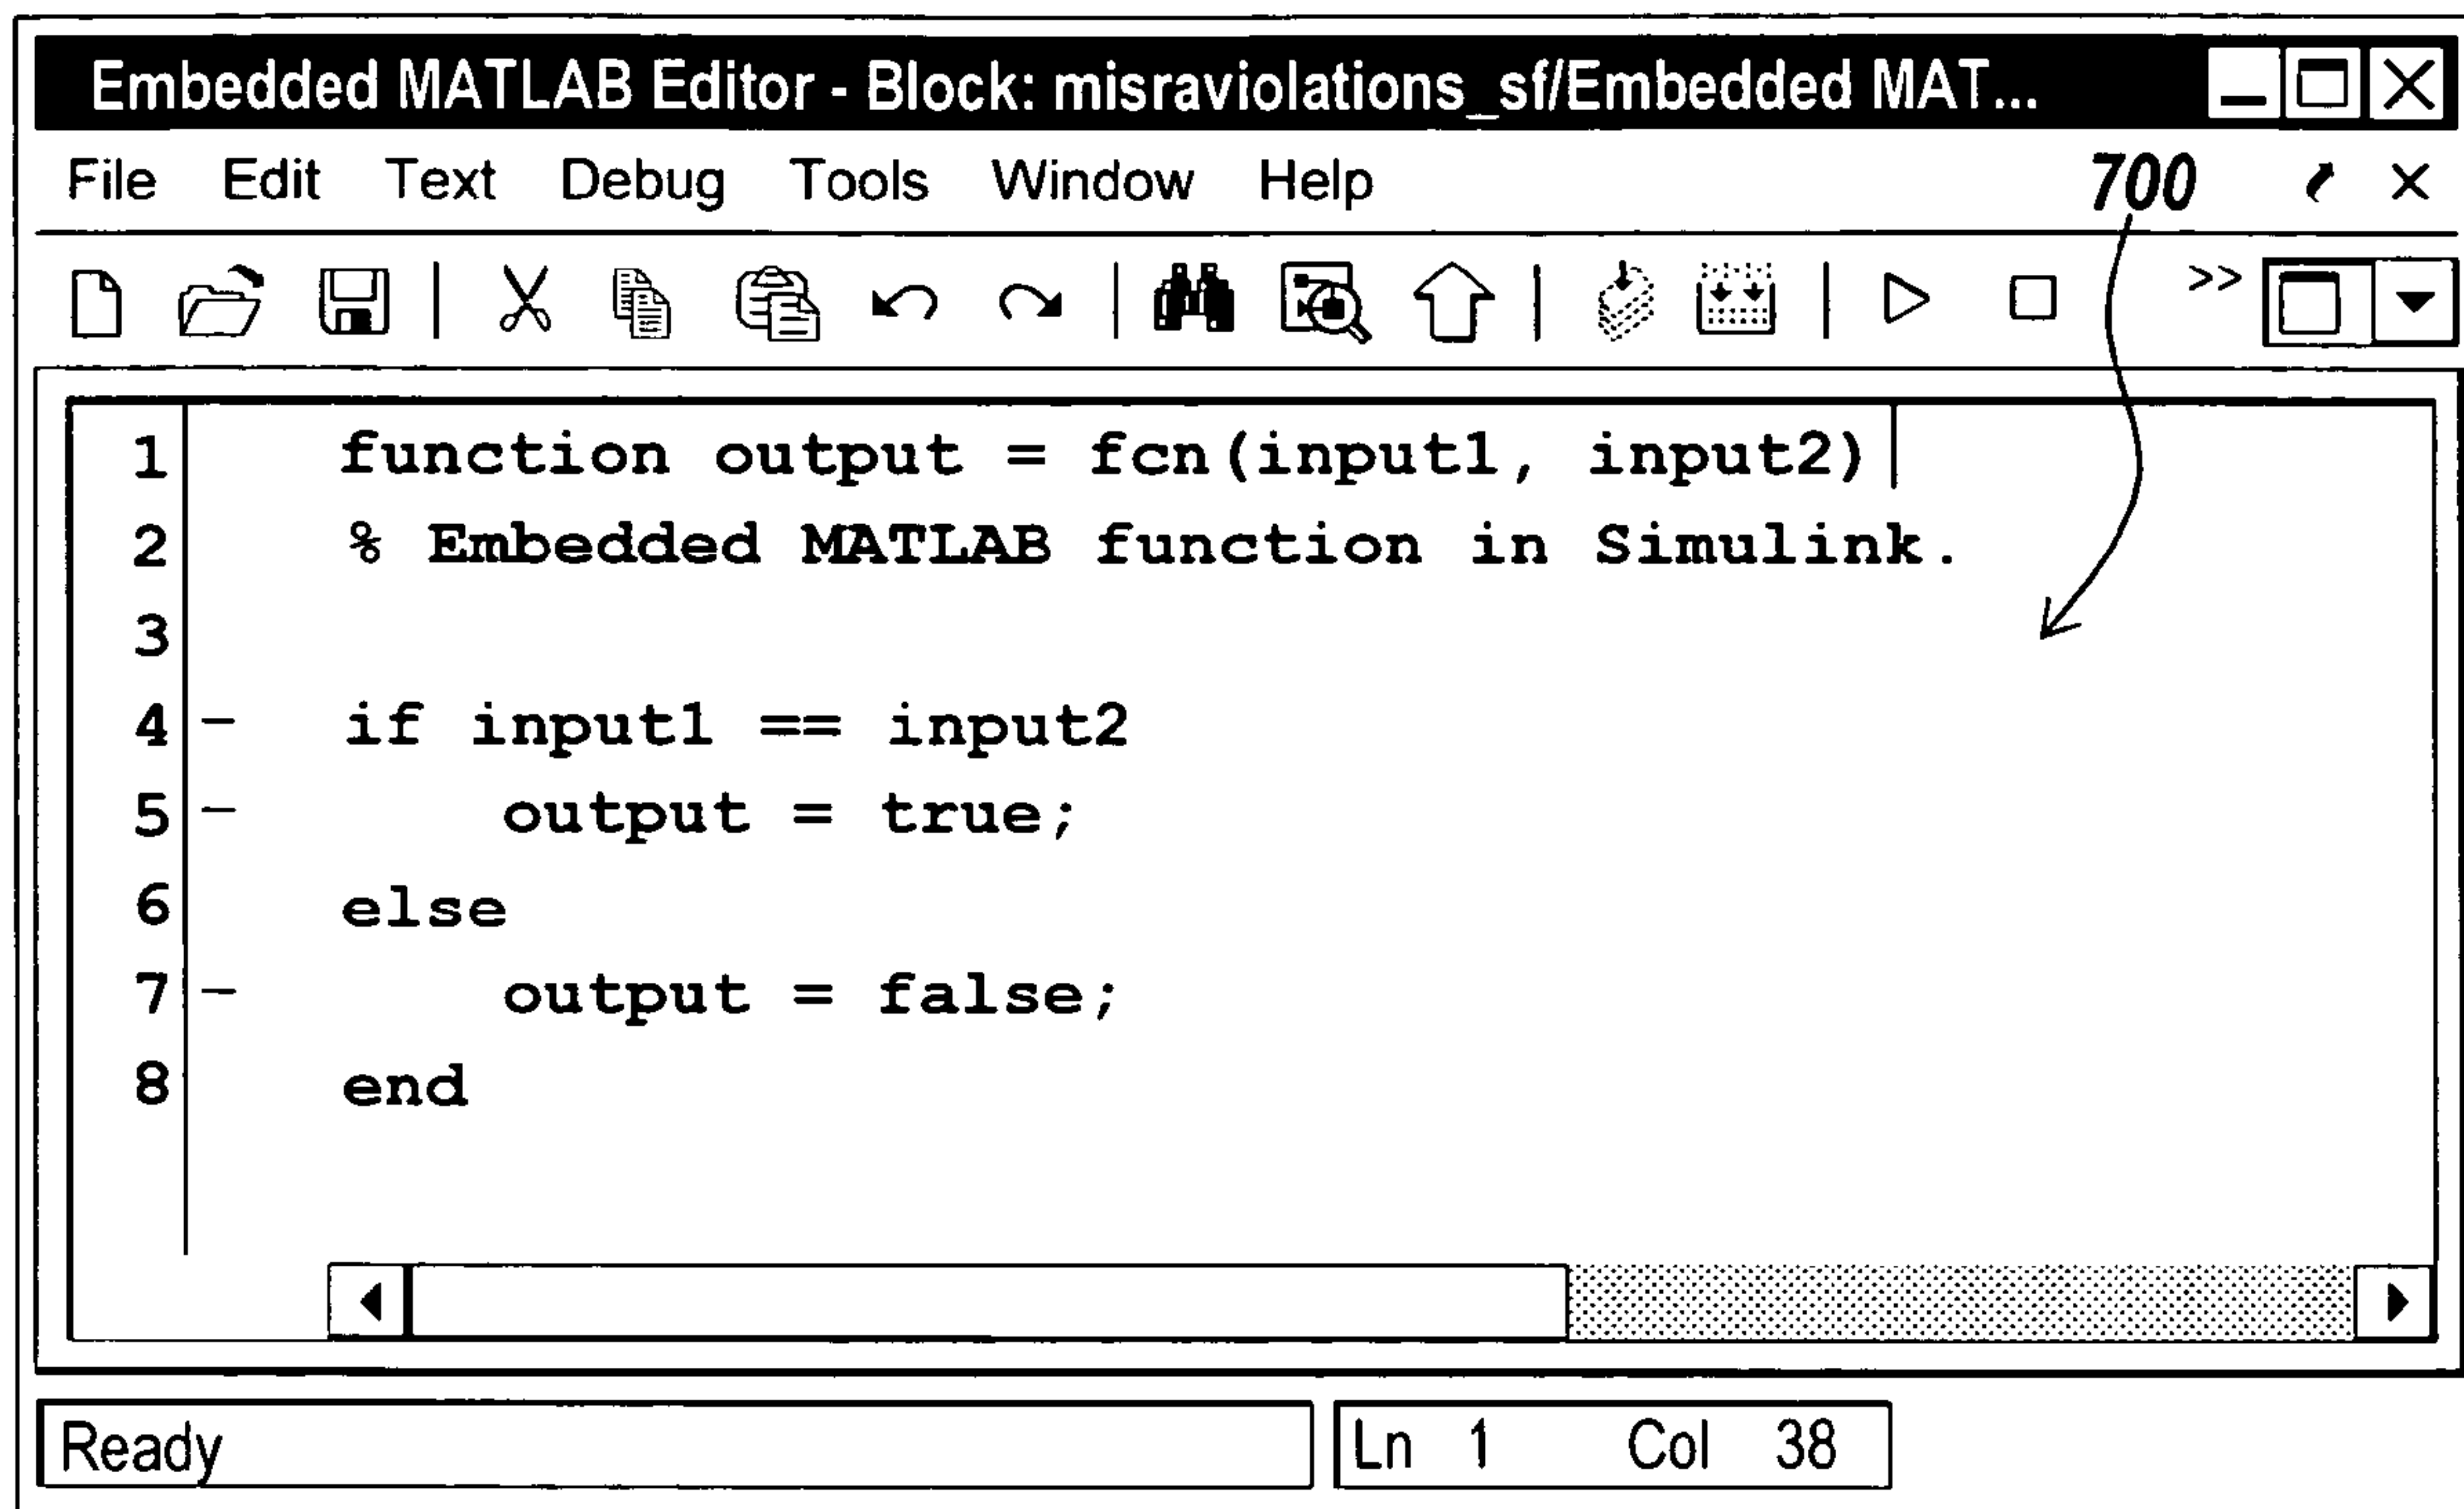 Embedded MATLAB Editor - Block: misraviolations_sf/Embedded MAT...
File Edit Text Debug Tools Window Help 700
>>
1 function output = fcn(input1, input2)
2 % Embedded MATLAB function in Simulink.
3
4 - if input1 == input2
5 - output = true;
6 else
7 - output = false;
8 end
Ready Ln 1 Col 38